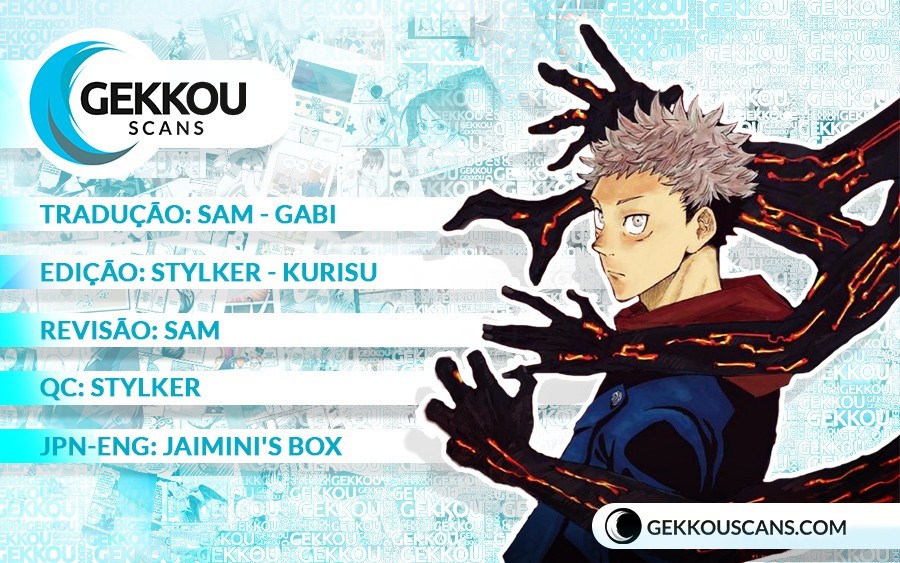 GEKKOU
SCANS
TRADUÇÃO: SAM - GABI
EDIÇÃO: STYLKER - KURISU
REVISÃO: SAM
QC: STYLKER
JPN-ENG: JAIMINI'S BOX
GEKKOUSCANS.COM